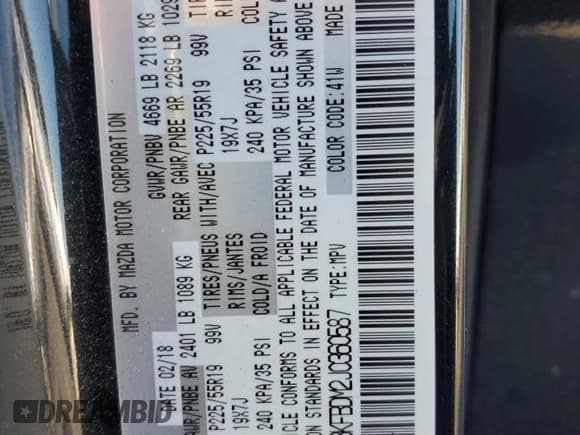 MFD. BY MAZDA MOTOR CORPORATION
DATE 02/18 GVWR/PNBV 4669 LB 2118 KG
GAWR/PNBE AV 2401 LB 1089 KG REAR GAWR/PNBE AR 2269 LB 1029
P225/55R19 99V TIRES/PNEUS WITH/AVEC P225/55R19 99V
19X7J RIMS/JANTES 19X7J
240 KPA/35 PSI COLD/A FROID 240 KPA/35 PSI
CONFORMS TO ALL APPLICABLE FEDERAL MOTOR VEHICLE SAFETY
STANDARDS IN EFFECT ON THE DATE OF MANUFACTURE SHOWN ABOVE
KFBDM2J0360587 TYPE:MPV COLOR CODE:41W MADE
RIDESAFELY